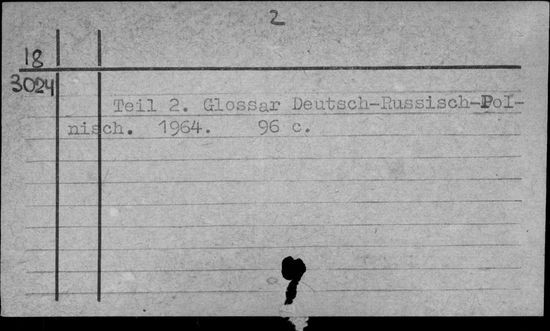 2
18
3024
Teil 2. Glossar Deutsch-Russisch-Pol-
nisch. 1964. 96 c.